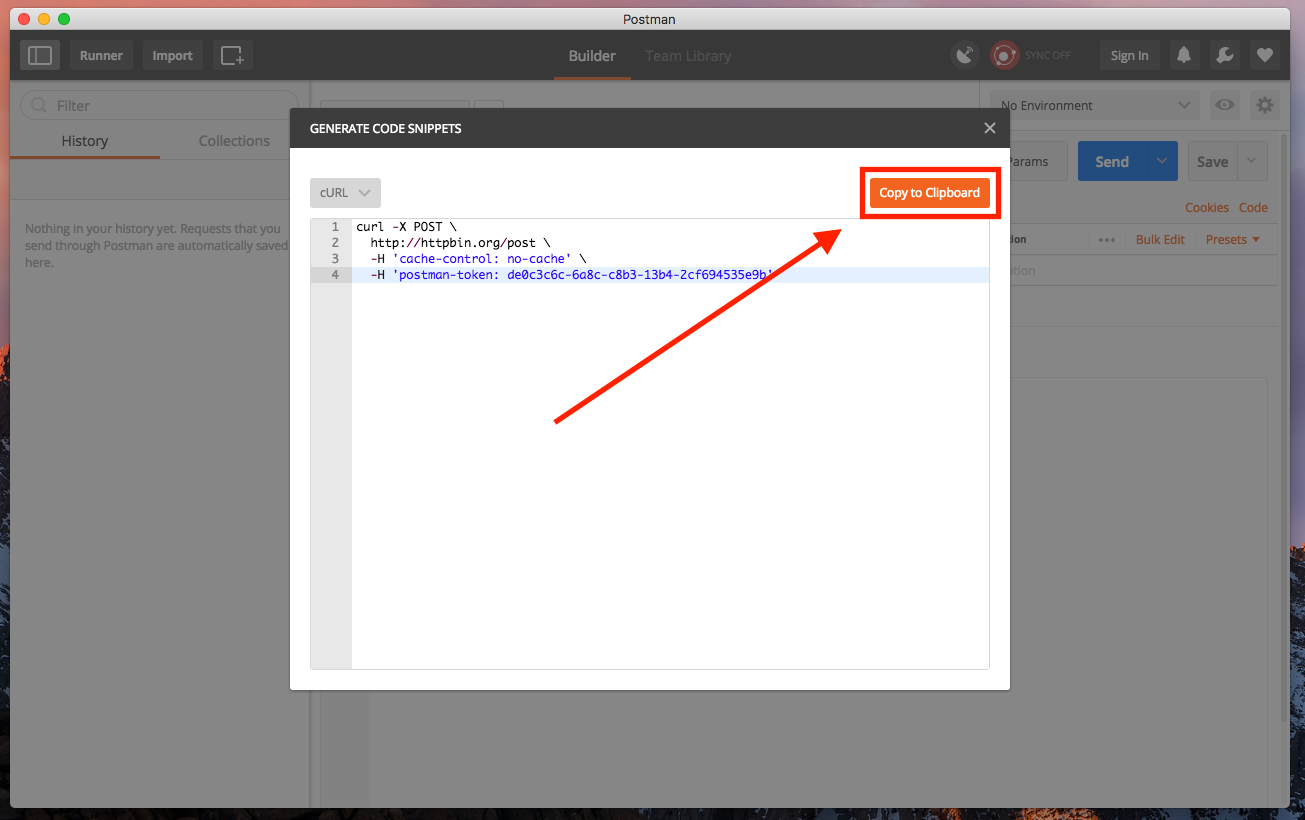 Postman
Runner Import Builder Team Library SYNC OFF Sign In
Filter No Environment
History Collections
GENERATE CODE SNIPPETS
Params Send Save
cURL Copy to Clipboard
Cookies Code
Nothing in your history yet. Requests that you
send through Postman are automatically saved
here.
Bulk Edit Presets
1 curl -X POST \
2 http://httpbin.org/post \
3 -H 'cache-control: no-cache' \
4 -H 'postman-token: de0c3c6c-6a8c-c8b3-13b4-2cf694535e9b'